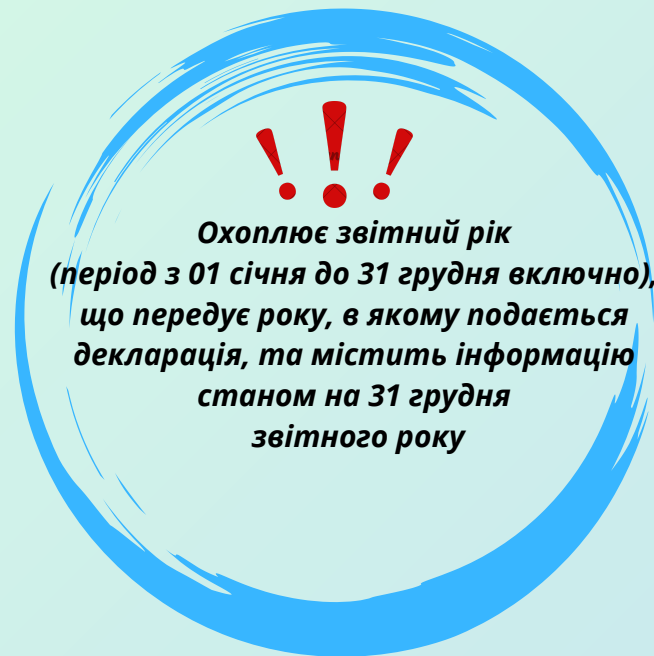 Охоплює звітний рік
(період з 01 січня до 31 грудня включно),
що передує року, в якому подається
декларація, та містить інформацію
станом на 31 грудня
звітного року